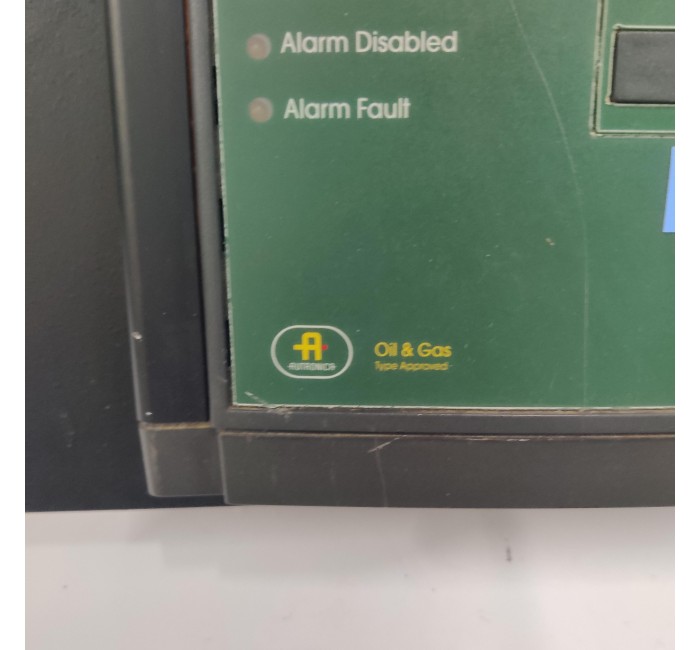 Alarm Disabled
Alarm Fault
AUTRONICA
Oil & Gas
Type Approved